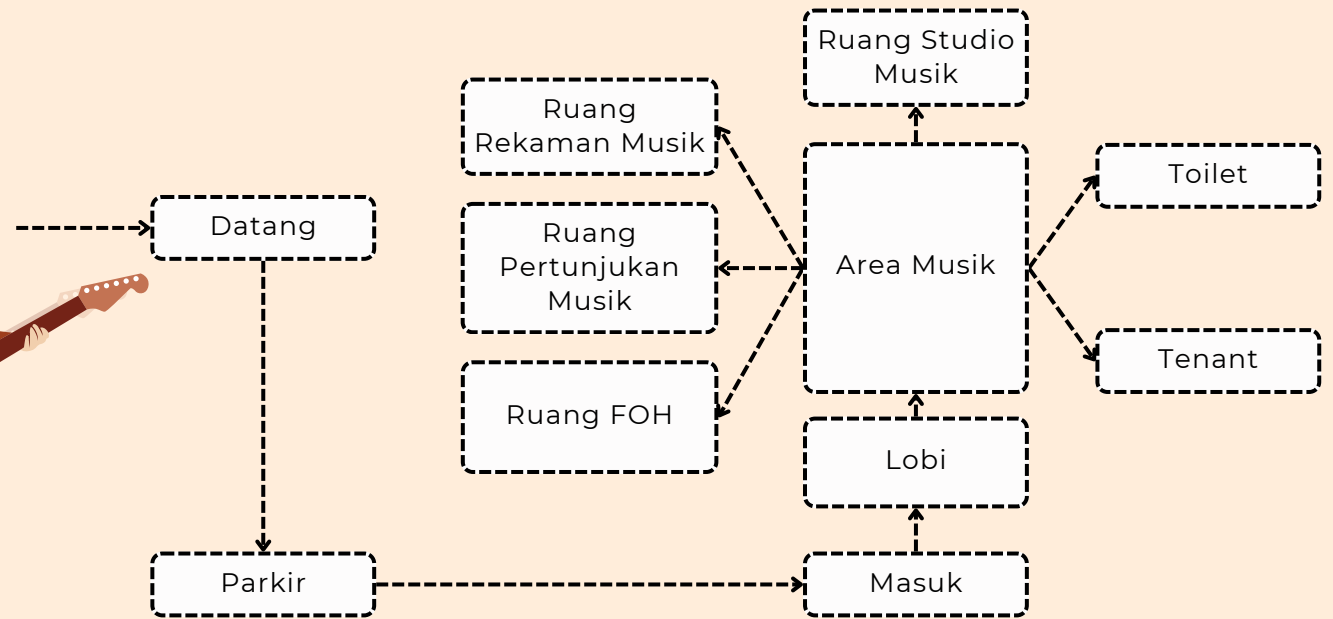 Ruang Studio
Musik
Ruang
Rekaman Musik
Toilet
Datang
Ruang
Pertunjukan
Musik
Area Musik
Tenant
Ruang FOH
Lobi
Parkir
Masuk